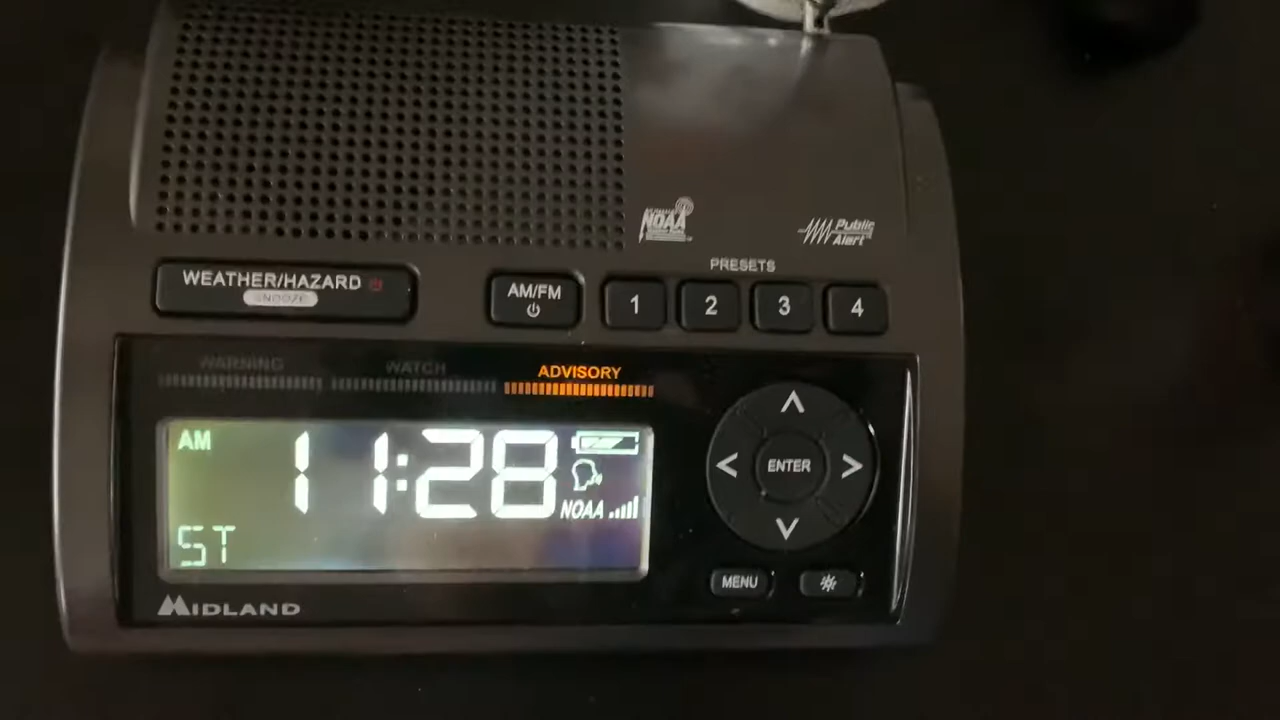 NOAA
Public
Alert
PRESETS
WEATHER/HAZARD
SNOOZE
AM/FM
1
2
3
4
WARNING
WATCH
ADVISORY
AM
11:28
NOAA
ST
ENTER
MENU
MIDLAND